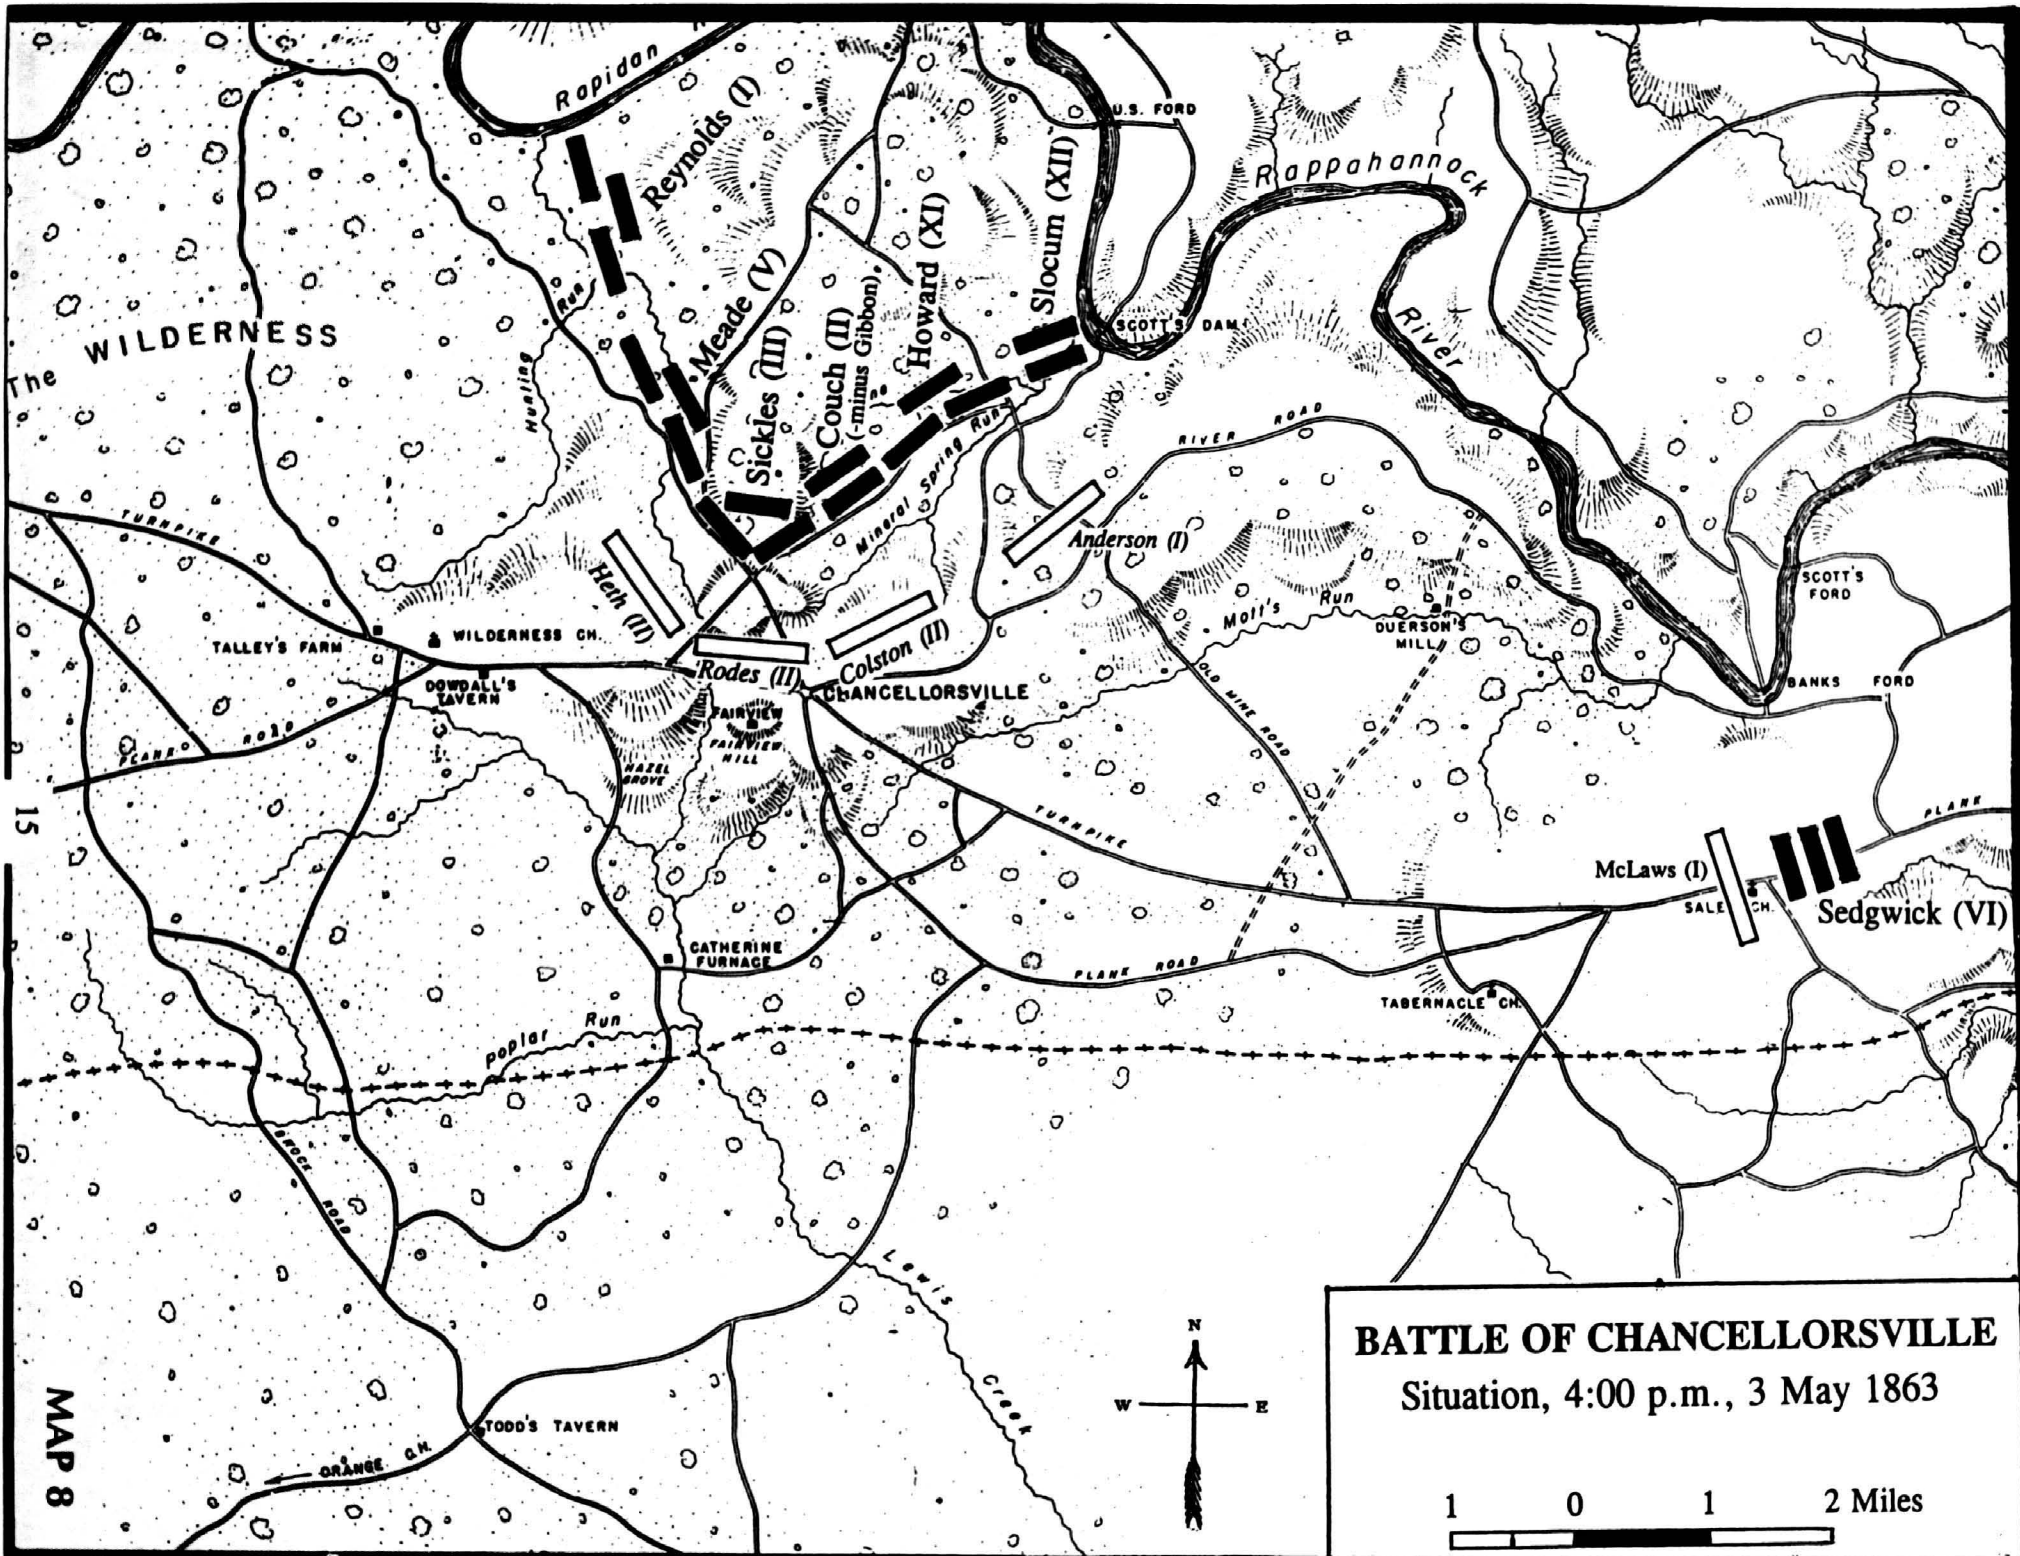 Rapidan
Reynolds (I)
U.S. FORD
Rappahannock
River
Slocum (XII)
Howard (XI)
Meade (V)
Sickles (III)
Couch (II)
(-minus Gibbon)
SCOTT'S DAM
The WILDERNESS
Hunting
Run
Mineral Spring Run
RIVER ROAD
TURNPIKE
Anderson (I)
Heth (II)
SCOTT'S
FORD
Mott's Run
DUERSON'S
MILL
TALLEY'S FARM
WILDERNESS CH.
Rodes (II)
Colston (II)
DOWDALL'S
TAVERN
CHANCELLORSVILLE
OLD MINE ROAD
BANKS FORD
FAIRVIEW
FAIRVIEW
HILL
PLANK ROAD
HAZEL
GROVE
15
TURNPIKE
PLANK
McLaws (I)
SALEM CH.
Sedgwick (VI)
CATHERINE
FURNACE
PLANK ROAD
TABERNACLE CH.
Poplar Run
BROCK ROAD
Lewis Creek
N
W E
TODD'S TAVERN
ORANGE C.H.
MAP 8
BATTLE OF CHANCELLORSVILLE
Situation, 4:00 p.m., 3 May 1863
1 0 1 2 Miles